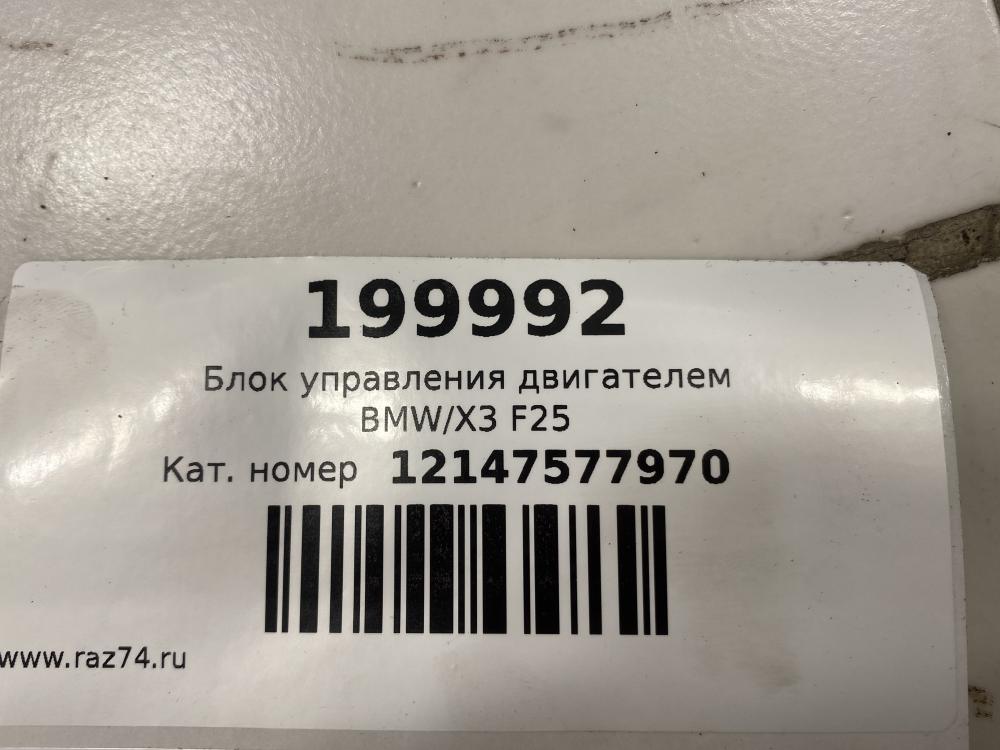 199992
Блок управления двигателем
BMW/X3 F25
Кат. номер 12147577970
www.raz74.ru